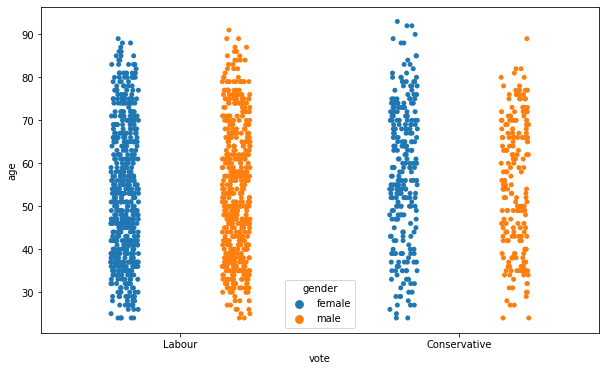 90
80
70
60
50
40
30
age
gender
female
male
Labour
Conservative
vote